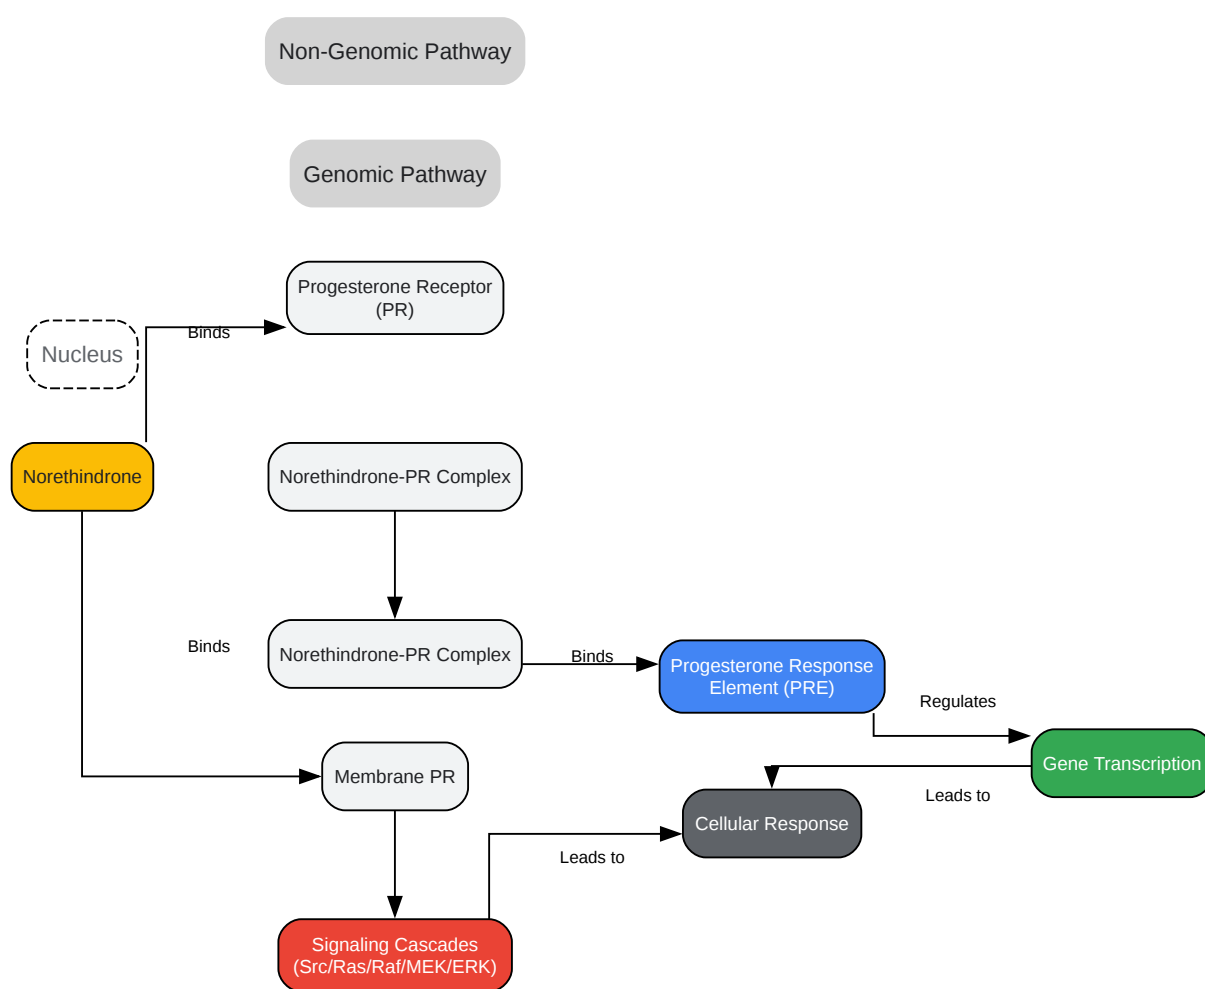 Non-Genomic Pathway
Genomic Pathway
Progesterone Receptor
(PR)
Binds
Nucleus
Norethindrone
Norethindrone-PR Complex
Binds
Norethindrone-PR Complex
Binds
Progesterone Response
Element (PRE)
Regulates
Gene Transcription
Membrane PR
Leads to
Cellular Response
Leads to
Signaling Cascades
(Src/Ras/Raf/MEK/ERK)